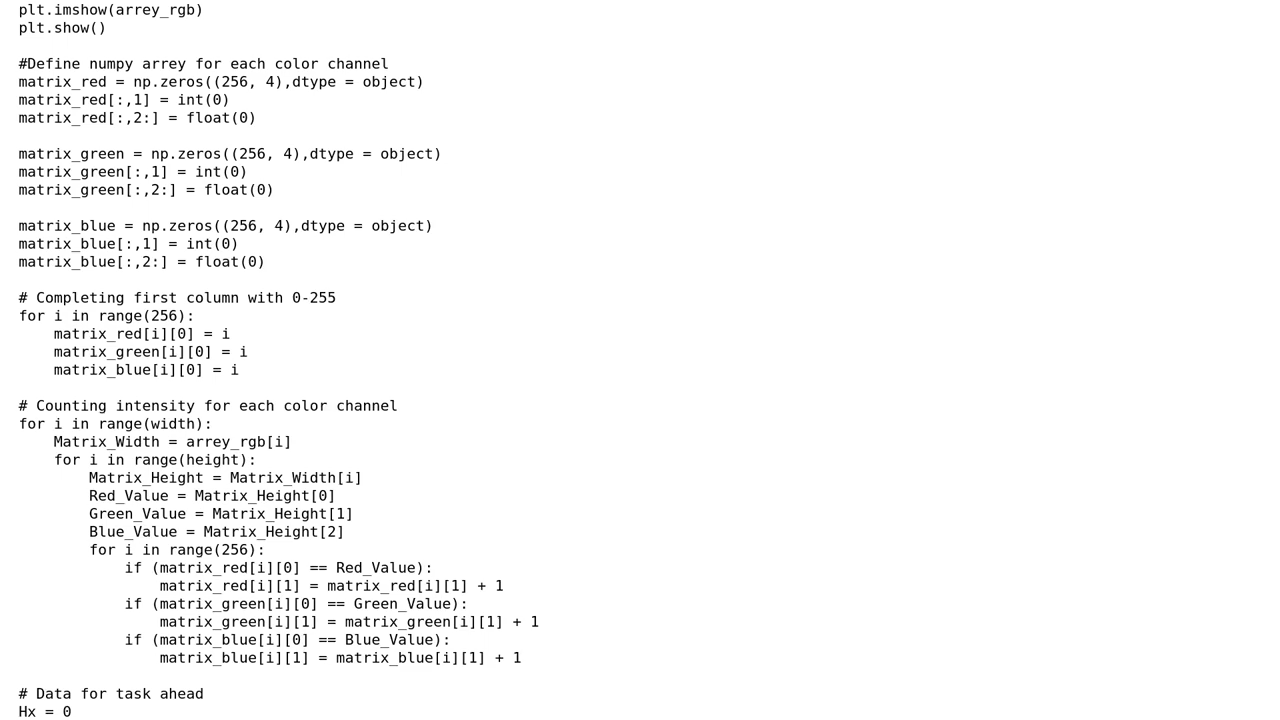 plt.imshow(arrey_rgb)
plt.show()

#Define numpy arrey for each color channel
matrix_red = np.zeros((256, 4),dtype = object)
matrix_red[:,1] = int(0)
matrix_red[:,2:] = float(0)

matrix_green = np.zeros((256, 4),dtype = object)
matrix_green[:,1] = int(0)
matrix_green[:,2:] = float(0)

matrix_blue = np.zeros((256, 4),dtype = object)
matrix_blue[:,1] = int(0)
matrix_blue[:,2:] = float(0)

# Completing first column with 0-255
for i in range(256):
    matrix_red[i][0] = i
    matrix_green[i][0] = i
    matrix_blue[i][0] = i

# Counting intensity for each color channel
for i in range(width):
    Matrix_Width = arrey_rgb[i]
    for i in range(height):
        Matrix_Height = Matrix_Width[i]
        Red_Value = Matrix_Height[0]
        Green_Value = Matrix_Height[1]
        Blue_Value = Matrix_Height[2]
        for i in range(256):
            if (matrix_red[i][0] == Red_Value):
                matrix_red[i][1] = matrix_red[i][1] + 1
            if (matrix_green[i][0] == Green_Value):
                matrix_green[i][1] = matrix_green[i][1] + 1
            if (matrix_blue[i][0] == Blue_Value):
                matrix_blue[i][1] = matrix_blue[i][1] + 1

# Data for task ahead
Hx = 0